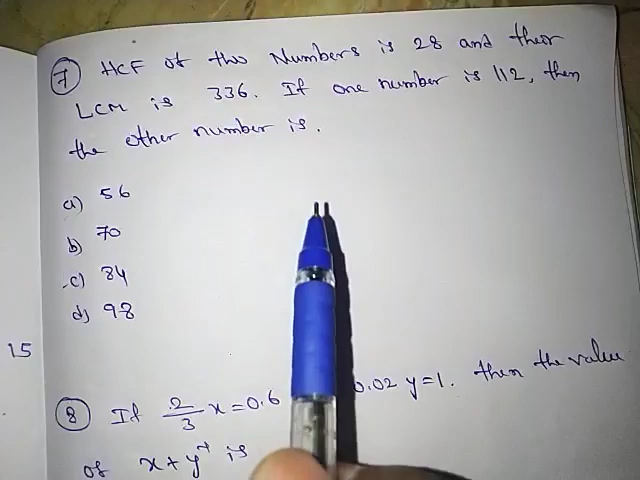 7 HCF of two Numbers is 28 and their
LCM is 336. If one number is 112, then
the other number is.
a) 56
b) 70
c) 84
d) 98
15
8 If 2/3 x = 0.6 0.02 y = 1. then the value
of x + y⁻¹ is